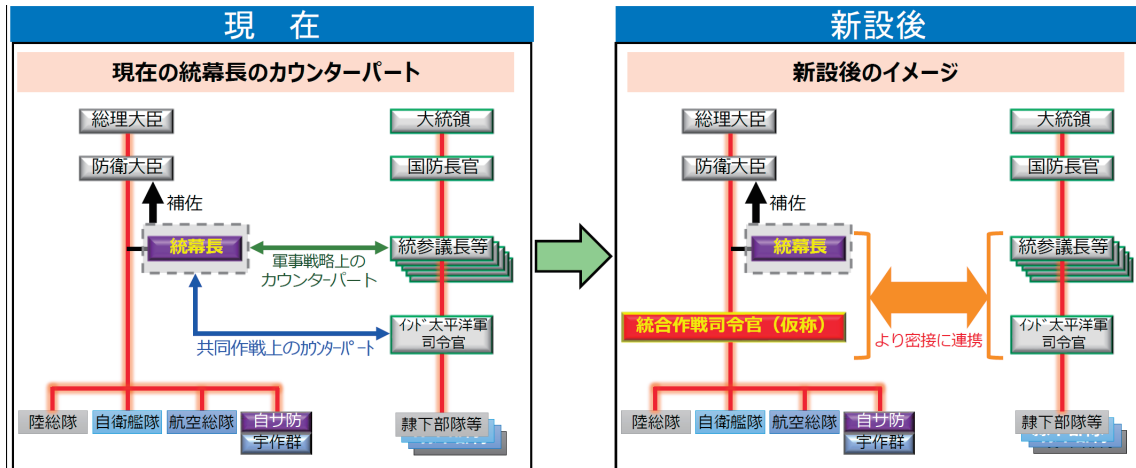 現 在
現在の統幕長のカウンターパート
総理大臣
大統領
防衛大臣
国防長官
補佐
統幕長
統参議長等
軍事戦略上の
カウンターパート
インド太平洋軍
司令官
共同作戦上のカウンターパート
陸総隊
自衛艦隊
航空総隊
自サ防
宇作群
隷下部隊等
新設後
新設後のイメージ
総理大臣
大統領
防衛大臣
国防長官
補佐
統幕長
統参議長等
統合作戦司令官（仮称）
インド太平洋軍
司令官
より密接に連携
陸総隊
自衛艦隊
航空総隊
自サ防
宇作群
隷下部隊等